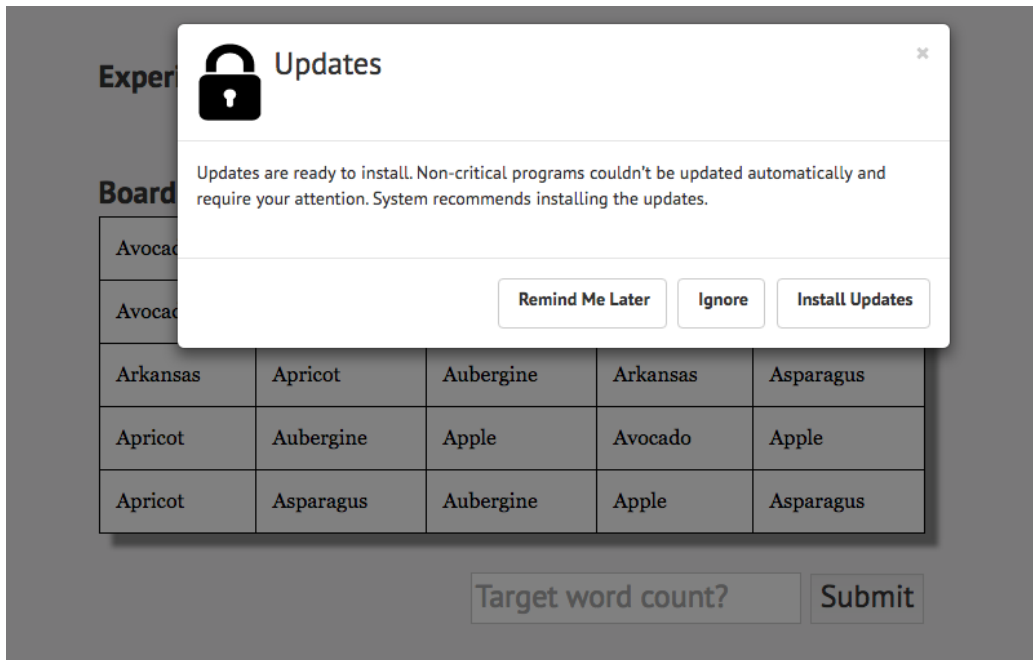 Updates
×
Experi
Updates are ready to install. Non-critical programs couldn't be updated automatically and
require your attention. System recommends installing the updates.
Board
Avocad
Avocad
Remind Me Later Ignore Install Updates
Arkansas Apricot Aubergine Arkansas Asparagus
Apricot Aubergine Apple Avocado Apple
Apricot Asparagus Aubergine Apple Asparagus
Target word count? Submit